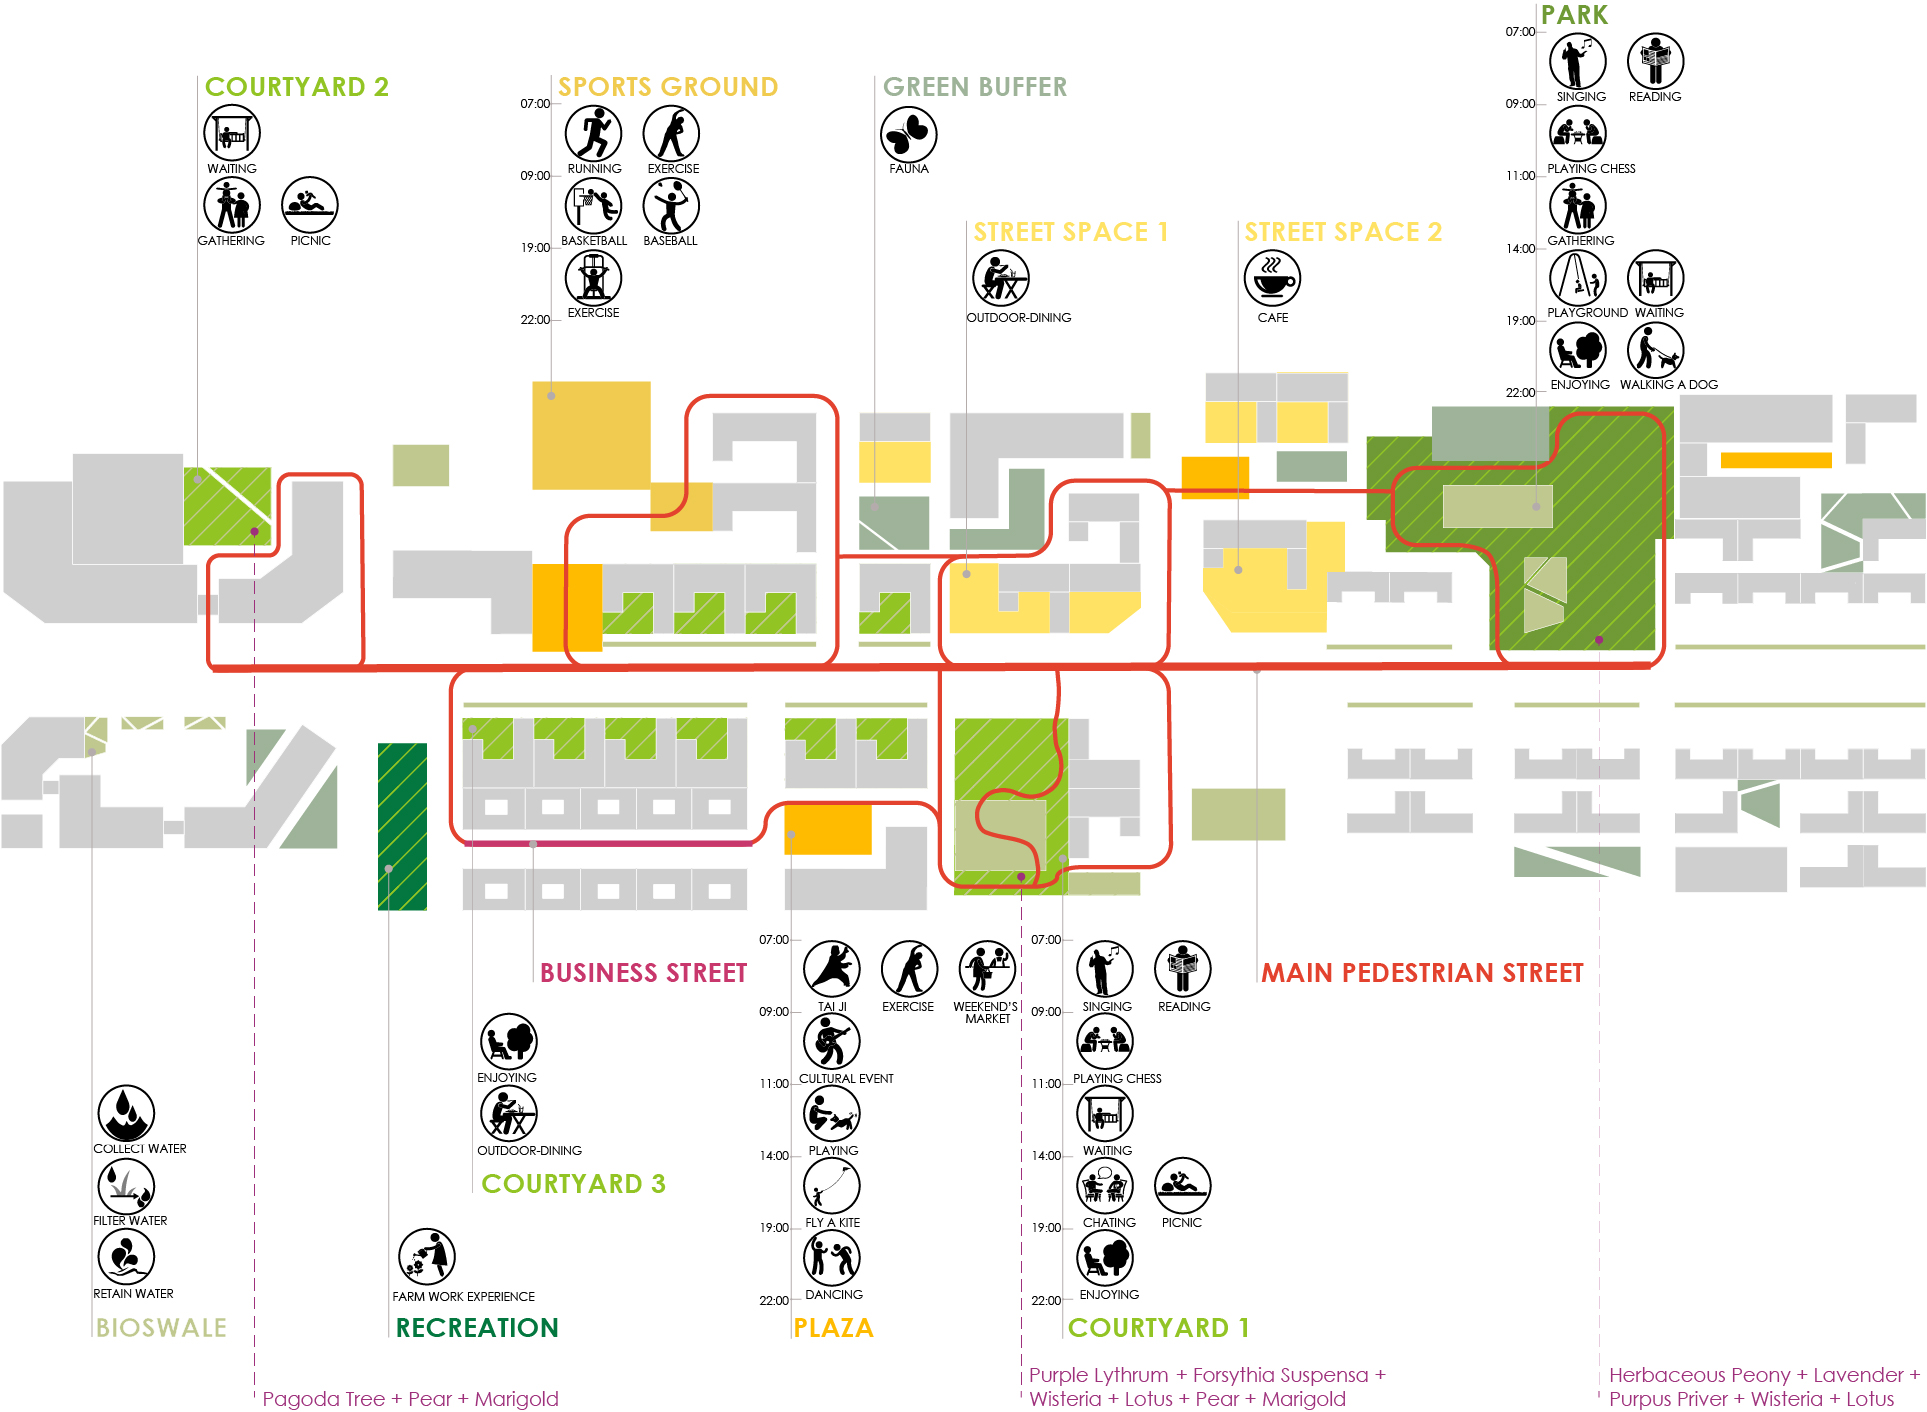 PARK
07:00
SINGING
READING
09:00
PLAYING CHESS
11:00
GATHERING
14:00
PLAYGROUND
WAITING
19:00
ENJOYING
WALKING A DOG
22:00
COURTYARD 2
WAITING
GATHERING
PICNIC
SPORTS GROUND
07:00
RUNNING
EXERCISE
09:00
BASKETBALL
BASEBALL
19:00
EXERCISE
22:00
GREEN BUFFER
FAUNA
STREET SPACE 1
OUTDOOR-DINING
STREET SPACE 2
CAFE
BUSINESS STREET
MAIN PEDESTRIAN STREET
ENJOYING
OUTDOOR-DINING
COURTYARD 3
COLLECT WATER
FILTER WATER
RETAIN WATER
BIOSWALE
FARM WORK EXPERIENCE
RECREATION
07:00
TAI JI
EXERCISE
WEEKEND'S
MARKET
09:00
CULTURAL EVENT
11:00
PLAYING
14:00
FLY A KITE
19:00
DANCING
22:00
PLAZA
07:00
SINGING
READING
09:00
PLAYING CHESS
11:00
WAITING
14:00
CHATING
PICNIC
19:00
ENJOYING
22:00
COURTYARD 1
Pagoda Tree + Pear + Marigold
Purple Lythrum + Forsythia Suspensa +
Wisteria + Lotus + Pear + Marigold
Herbaceous Peony + Lavender +
Purpus Priver + Wisteria + Lotus